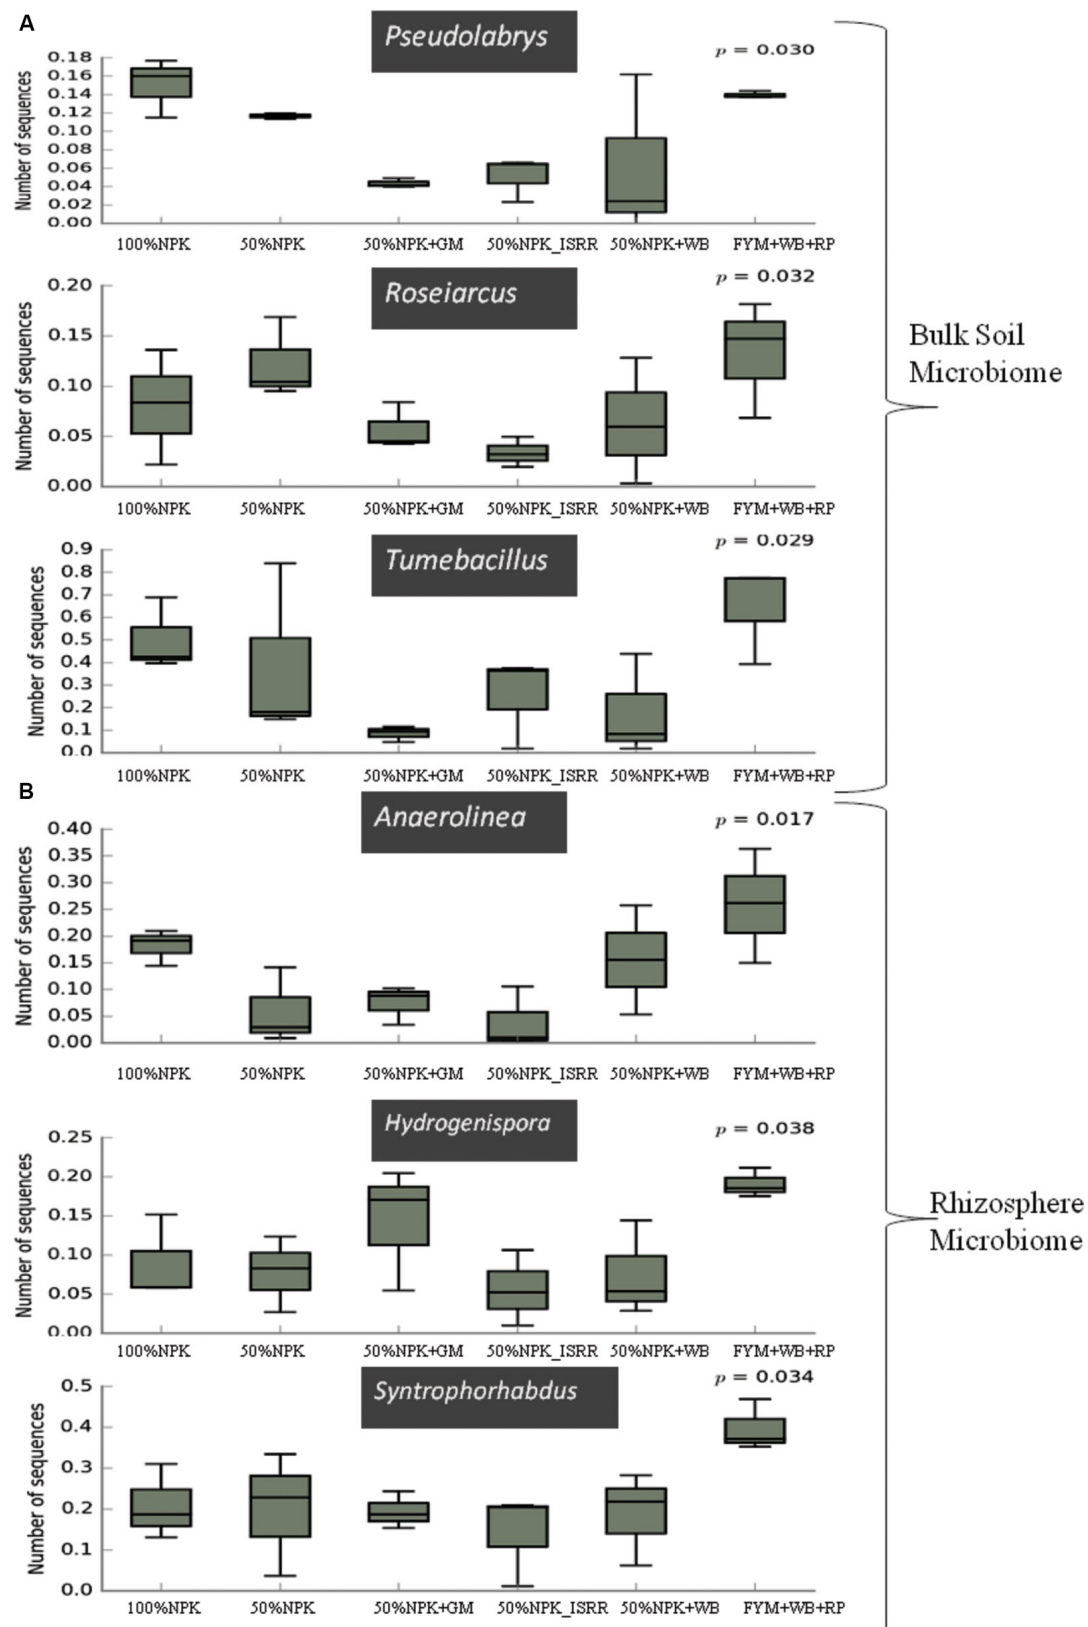 A
Pseudolabrys
p = 0.030
Number of sequences
0.18
0.16
0.14
0.12
0.10
0.08
0.06
0.04
0.02
0.00
100%NPK 50%NPK 50%NPK+GM 50%NPK_ISRR 50%NPK+WB FYM+WB+RP
Roseiarcus
p = 0.032
Number of sequences
0.20
0.15
0.10
0.05
0.00
100%NPK 50%NPK 50%NPK+GM 50%NPK_ISRR 50%NPK+WB FYM+WB+RP
Tumebacillus
p = 0.029
Number of sequences
0.9
0.8
0.7
0.6
0.5
0.4
0.3
0.2
0.1
0.0
100%NPK 50%NPK 50%NPK+GM 50%NPK_ISRR 50%NPK+WB FYM+WB+RP
Bulk Soil
Microbiome
B
Anaerolinea
p = 0.017
Number of sequences
0.40
0.35
0.30
0.25
0.20
0.15
0.10
0.05
0.00
100%NPK 50%NPK 50%NPK+GM 50%NPK_ISRR 50%NPK+WB FYM+WB+RP
Hydrogenispora
p = 0.038
Number of sequences
0.25
0.20
0.15
0.10
0.05
0.00
100%NPK 50%NPK 50%NPK+GM 50%NPK_ISRR 50%NPK+WB FYM+WB+RP
Syntrophorhabdus
p = 0.034
Number of sequences
0.5
0.4
0.3
0.2
0.1
0.0
100%NPK 50%NPK 50%NPK+GM 50%NPK_ISRR 50%NPK+WB FYM+WB+RP
Rhizosphere
Microbiome